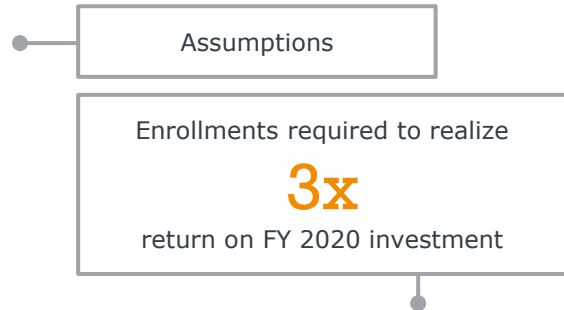 Assumptions
Enrollments required to realize
3x
return on FY 2020 investment